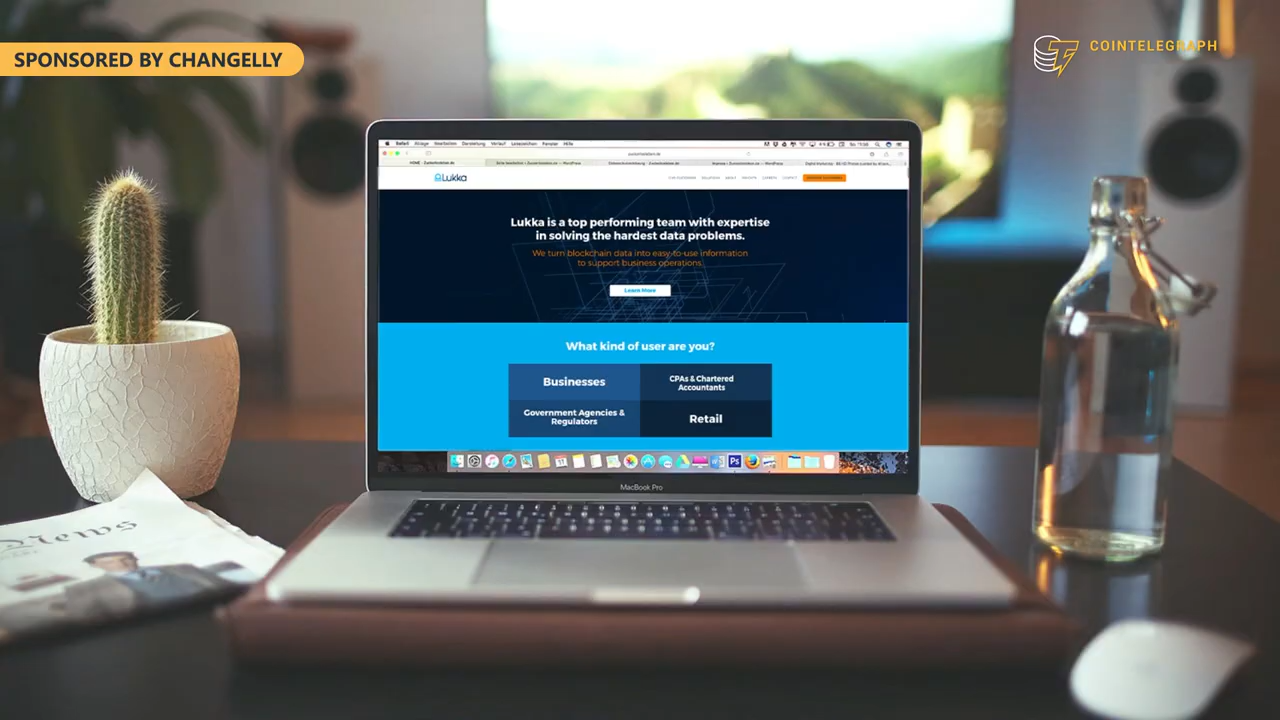 SPONSORED BY CHANGELLY
COINTELEGRAPH
Lukka
Lukka is a top performing team with expertise
in solving the hardest data problems.
We turn blockchain data into easy-to-use information
to support business operations.
Learn More
What kind of user are you?
Businesses
CPAs & Chartered
Accountants
Government Agencies &
Regulators
Retail
MacBook Pro
News